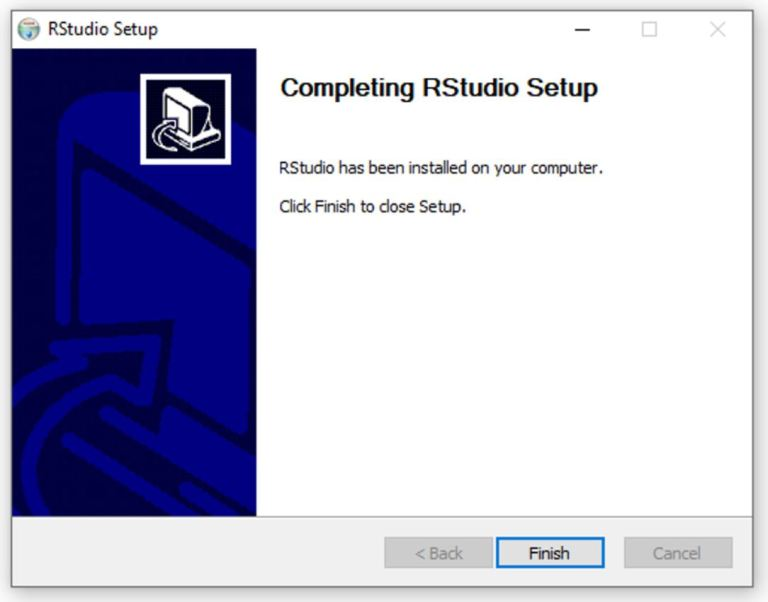 RStudio Setup
Completing RStudio Setup
RStudio has been installed on your computer.
Click Finish to close Setup.
< Back
Finish
Cancel